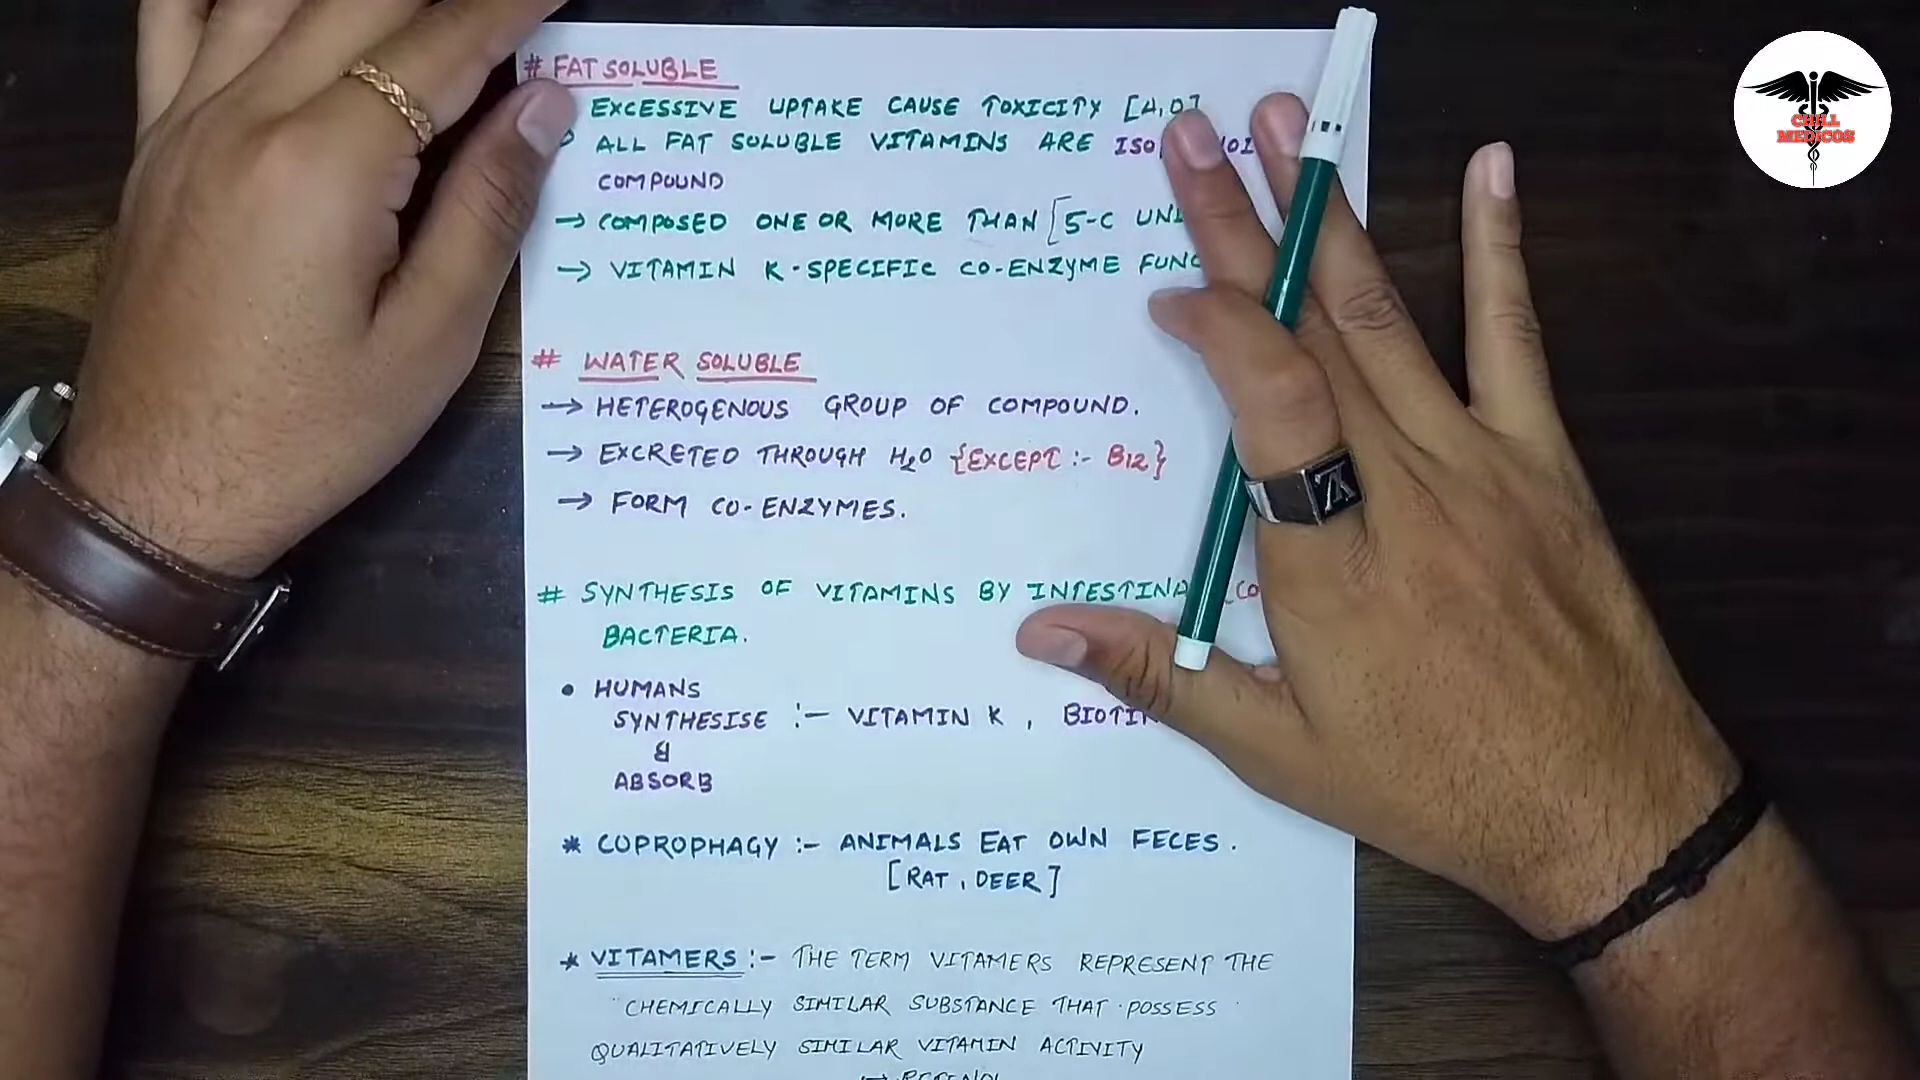 # FAT SOLUBLE
EXCESSIVE UPTAKE CAUSE TOXICITY [A,D]
ALL FAT SOLUBLE VITAMINS ARE
COMPOUND
→ COMPOSED ONE OR MORE THAN [5-C
→ VITAMIN K-SPECIFIC CO-ENZYME
# WATER SOLUBLE
→ HETEROGENOUS GROUP OF COMPOUND.
→ EXCRETED THROUGH H2O {EXCEPT :- B12}
→ FORM CO-ENZYMES.
# SYNTHESIS OF VITAMINS BY
BACTERIA.
• HUMANS
SYNTHESISE :- VITAMIN K , BIOTIN
&
ABSORB
* COPROPHAGY :- ANIMALS EAT OWN FECES.
[RAT, DEER]
* VITAMERS :- THE TERM VITAMERS REPRESENT THE
CHEMICALLY SIMILAR SUBSTANCE THAT POSSESS
QUALITATIVELY SIMILAR VITAMIN ACTIVITY
CHILL
MEDICOS